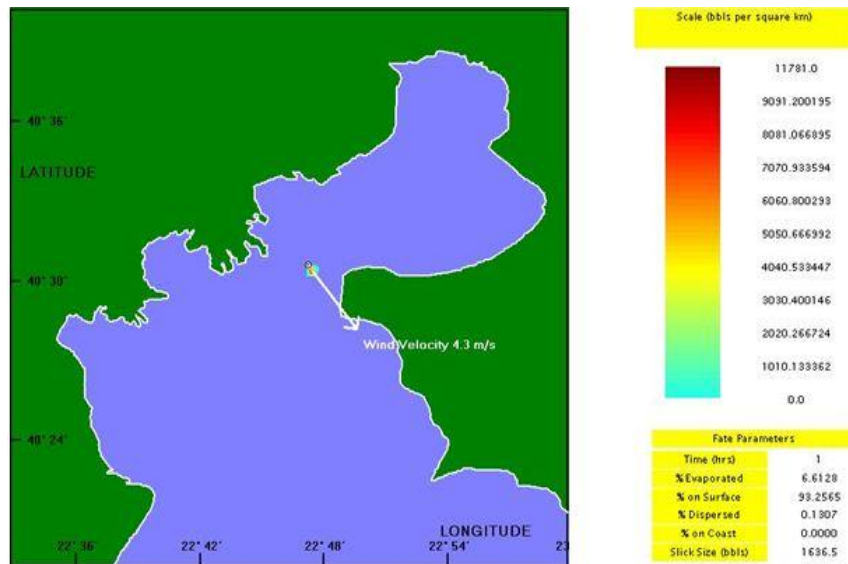 Scale (bbls per square km)
11781.0
9091.200195
8081.066895
7070.933594
6060.800293
5050.666992
4040.533447
3030.400146
2020.266724
1010.133362
0.0
40° 36'
LATITUDE
40° 30'
Wind Velocity 4.3 m/s
40° 24'
LONGITUDE
22° 36' 22° 42' 22° 48' 22° 54' 23
Fate Parameters
Time (hrs) 1
% Evaporated 6.6128
% on Surface 93.2565
% Dispersed 0.1307
% on Coast 0.0000
Slick Size (bbls) 1636.5